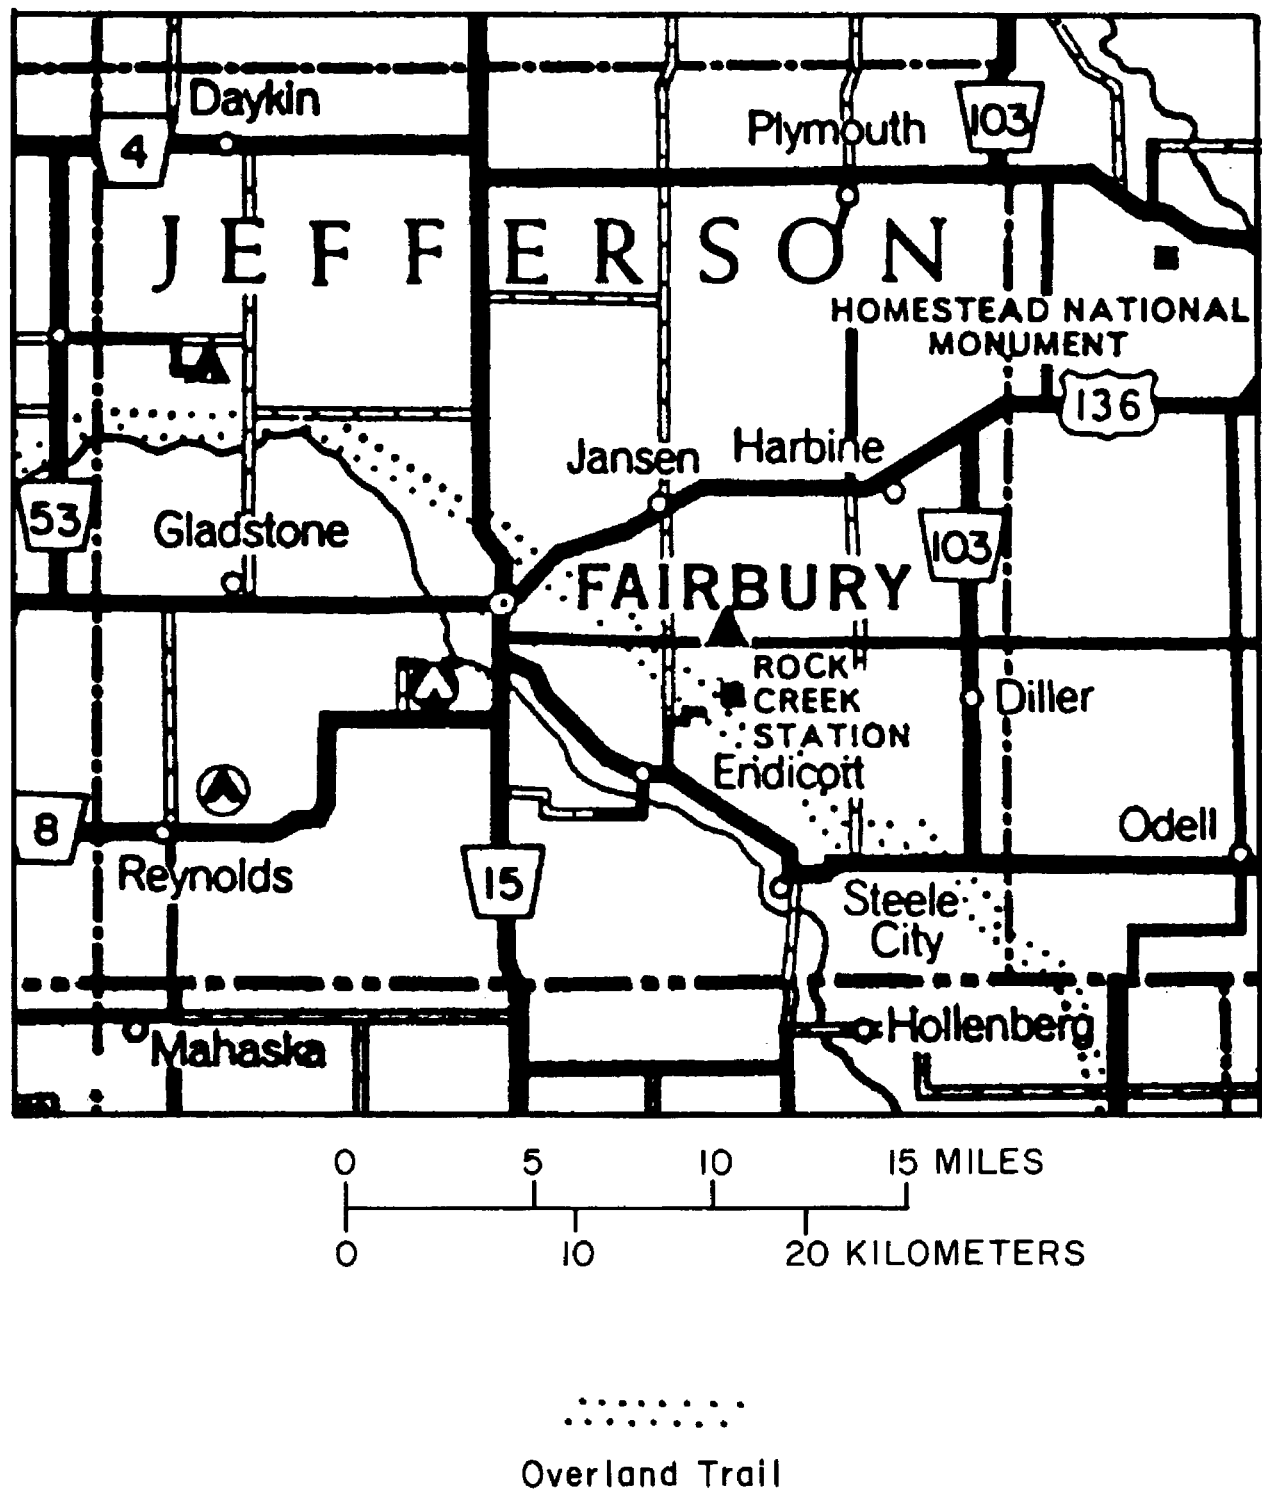 Daykin
4
Plymouth
103
JEFFERSON
HOMESTEAD NATIONAL
MONUMENT
136
Jansen
Harbine
53
Gladstone
103
FAIRBURY
ROCK
CREEK
STATION
Diller
Endicott
8
Odell
Reynolds
15
Steele
City
Hollenberg
Mahaska
0 5 10 15 MILES
0 10 20 KILOMETERS
Overland Trail